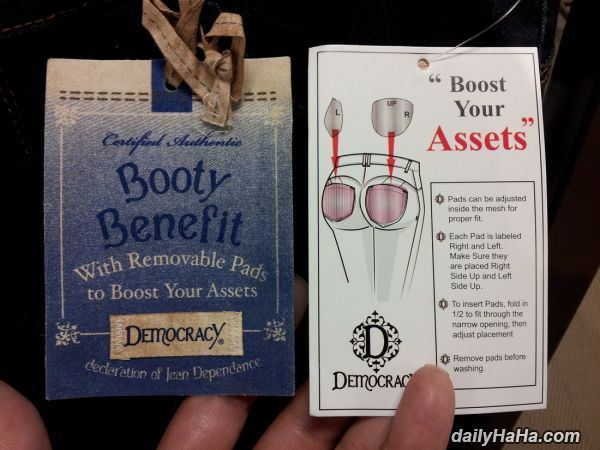 Certified Authentic
Booty
Benefit
With Removable Pads
to Boost Your Assets
DEMOCRACY®
declaration of Jean Dependance
“Boost
Your
Assets”
L
UP
R
Pads can be adjusted
inside the mesh for
proper fit.
Each Pad is labeled
Right and Left.
Make Sure they
are placed Right
Side Up and Left
Side Up.
To insert Pads, fold in
1/2 to fit through the
narrow opening, then
adjust placement
Remove pads before
washing.
D
DEMOCRACY
dailyHaHa.com